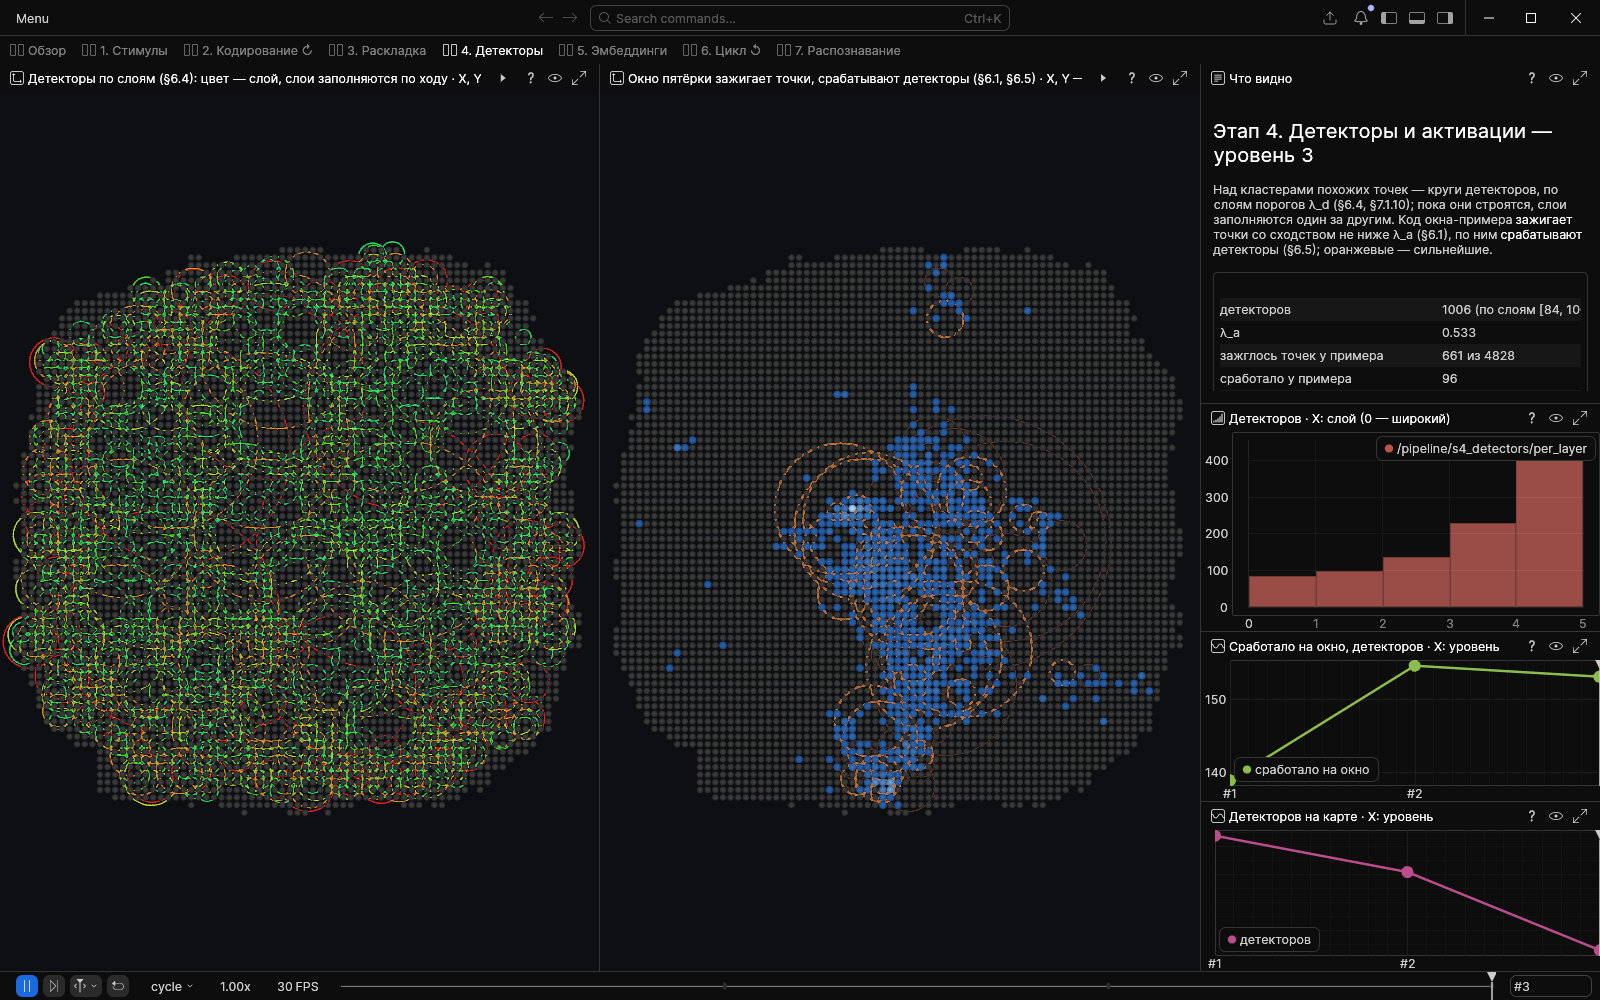 Menu
Search commands...
Ctrl+K
Обзор
1. Стимулы
2. Кодирование
3. Раскладка
4. Детекторы
5. Эмбеддинги
6. Цикл
7. Распознавание
Детекторы по слоям (§6.4): цвет — слой, слои заполняются по ходу · X, Y
?
Окно пятёрки зажигает точки, срабатывают детекторы (§6.1, §6.5) · X, Y —
?
Что видно
?
Этап 4. Детекторы и активации —
уровень 3
Над кластерами похожих точек — круги детекторов, по
слоям порогов λ_d (§6.4, §7.1.10); пока они строятся, слои
заполняются один за другим. Код окна-примера зажигает
точки со сходством не ниже λ_a (§6.1), по ним срабатывают
детекторы (§6.5); оранжевые — сильнейшие.
детекторов 1006 (по слоям [84, 10
λ_a 0.533
зажглось точек у примера 661 из 4828
сработало у примера 96
Детекторов · X: слой (0 — широкий)
?
/pipeline/s4_detectors/per_layer
400
300
200
100
0
0 1 2 3 4 5
Сработало на окно, детекторов · X: уровень
?
150
140
сработало на окно
#1 #2
Детекторов на карте · X: уровень
?
детекторов
#1 #2
cycle
1.00x
30 FPS
#3